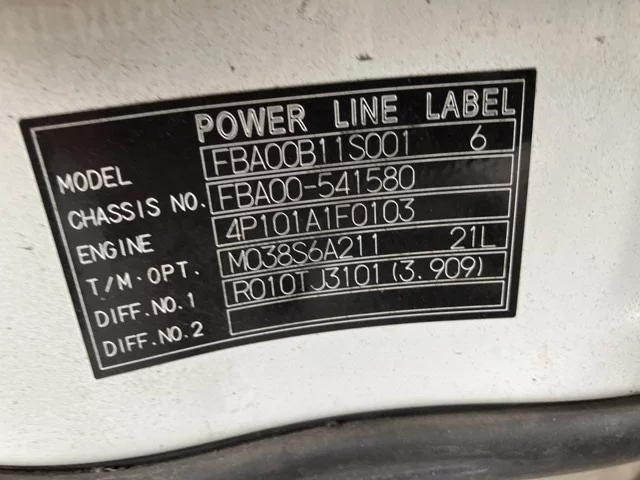 POWER LINE LABEL
MODEL FBA00B11S001 6
CHASSIS NO. FBA00-541580
ENGINE 4P101A1F0103
T/M·OPT. M038S6A211 21L
DIFF.NO.1 R010TJ3101(3.909)
DIFF.NO.2